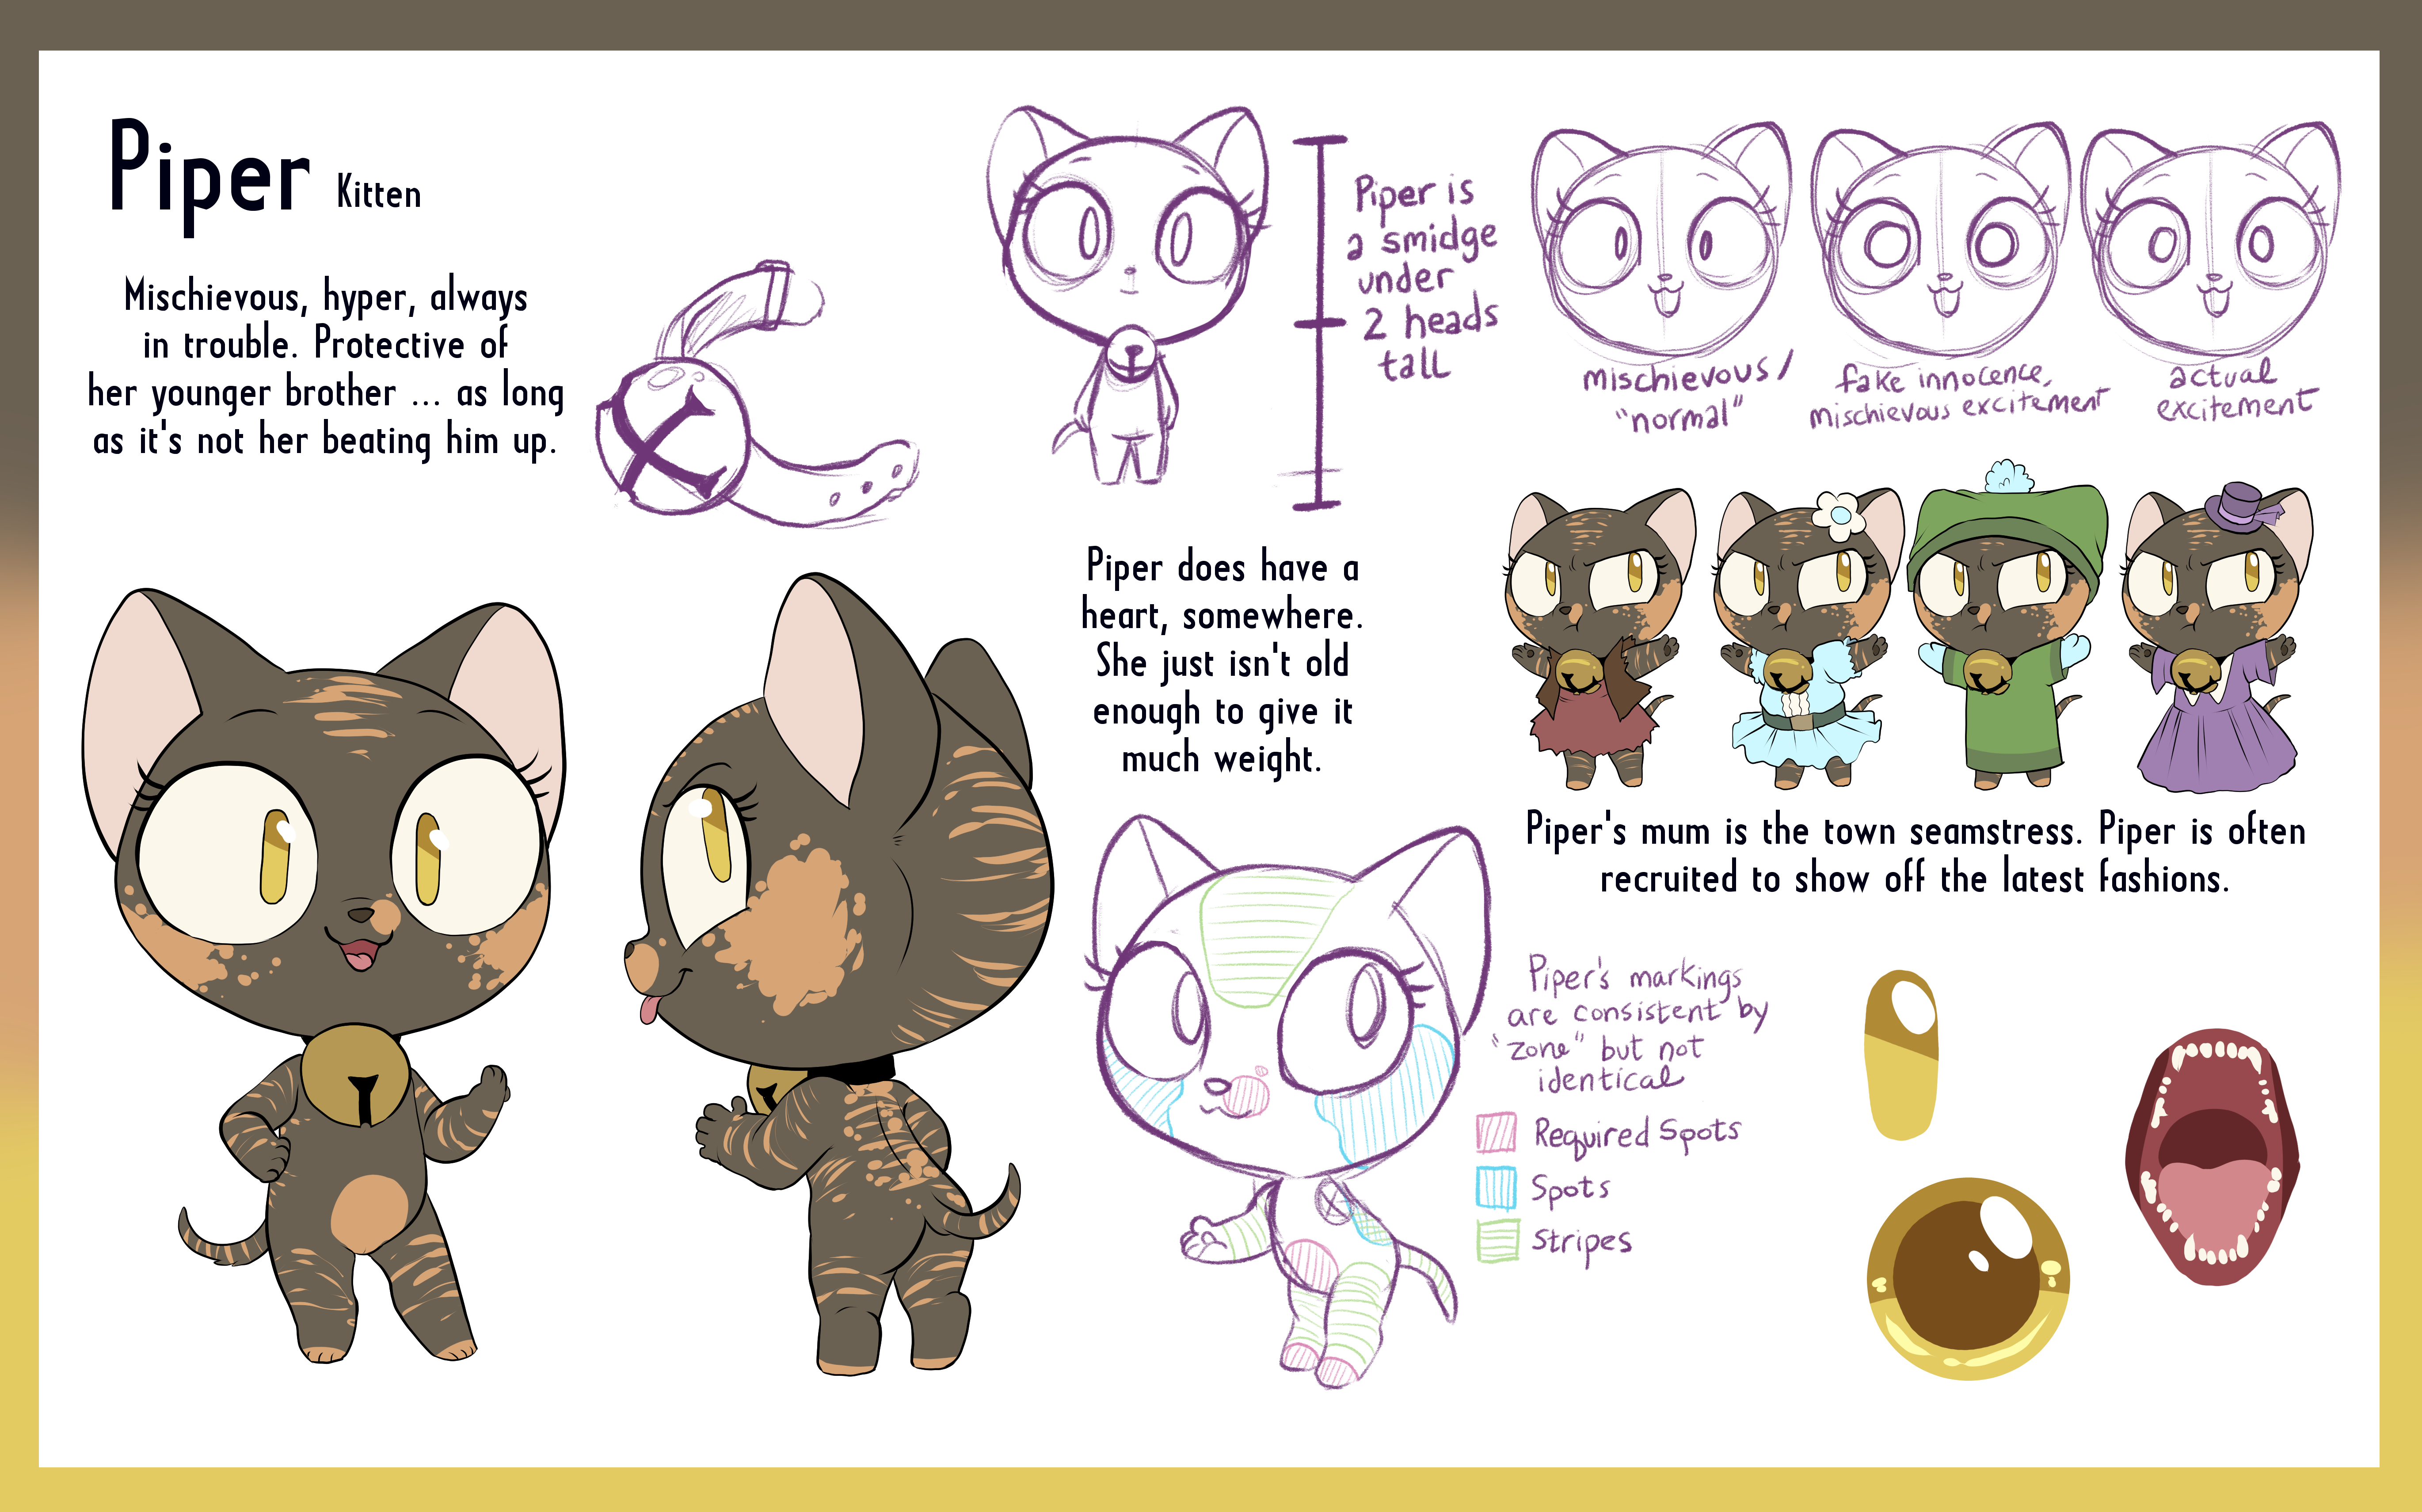 Piper Kitten
Mischievous, hyper, always
in trouble. Protective of
her younger brother ... as long
as it's not her beating him up.
Piper is
a smidge
under
2 heads
tall
mischievous/
"normal"
fake innocence,
mischievous excitement
actual
excitement
Piper does have a
heart, somewhere.
She just isn't old
enough to give it
much weight.
Piper's mum is the town seamstress. Piper is often
recruited to show off the latest fashions.
Piper's markings
are consistent by
"zone" but not
identical
Required Spots
Spots
Stripes